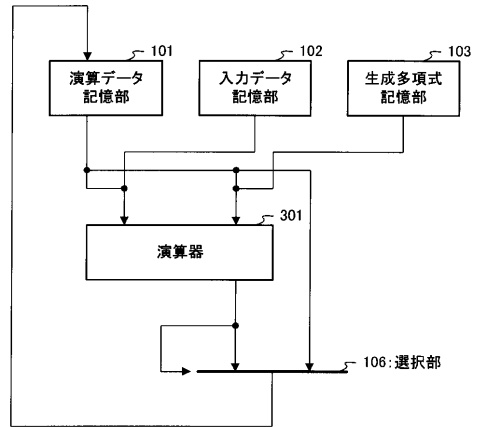 101
102
103
演算データ
記憶部
入力データ
記憶部
生成多項式
記憶部
301
演算器
106:選択部